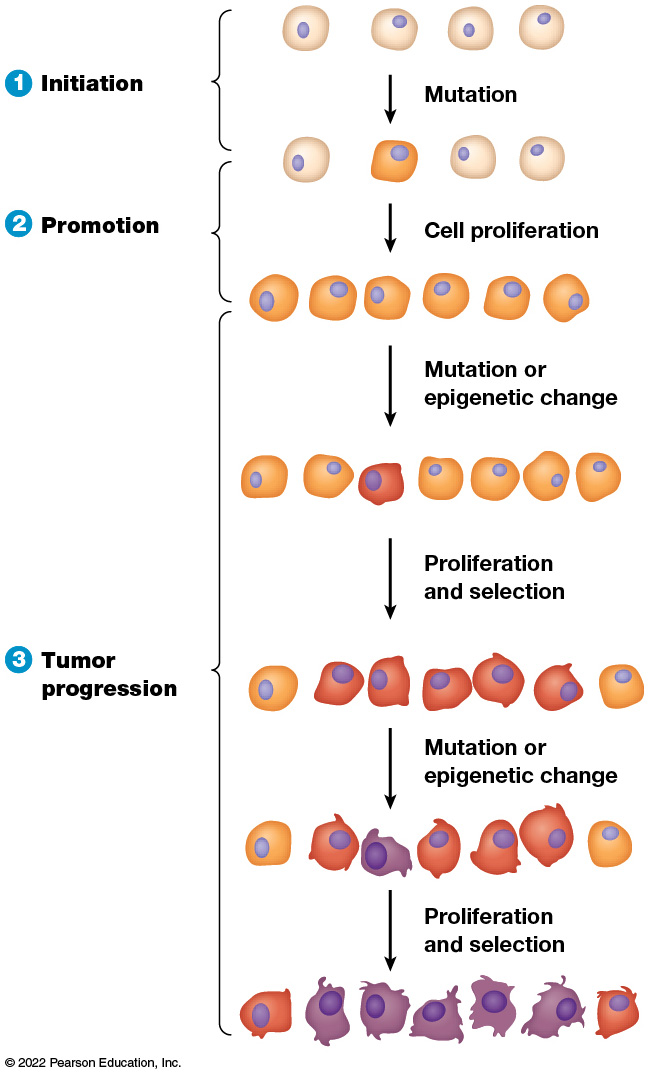 1 Initiation
Mutation
2 Promotion
Cell proliferation
Mutation or
epigenetic change
Proliferation
and selection
3 Tumor
progression
Mutation or
epigenetic change
Proliferation
and selection
© 2022 Pearson Education, Inc.